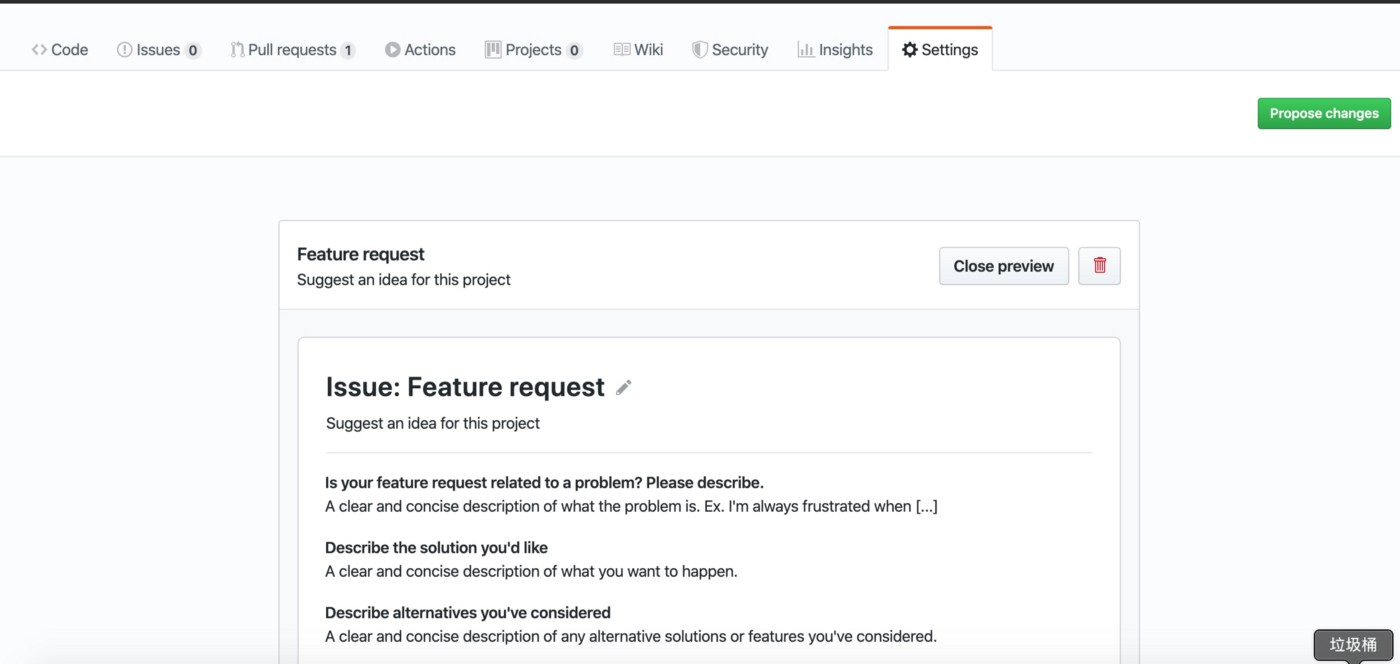 Code Issues 0 Pull requests 1 Actions Projects 0 Wiki Security Insights Settings
Propose changes
Feature request
Suggest an idea for this project
Close preview
Issue: Feature request
Suggest an idea for this project
Is your feature request related to a problem? Please describe.
A clear and concise description of what the problem is. Ex. I'm always frustrated when [...]
Describe the solution you'd like
A clear and concise description of what you want to happen.
Describe alternatives you've considered
A clear and concise description of any alternative solutions or features you've considered.
垃圾桶